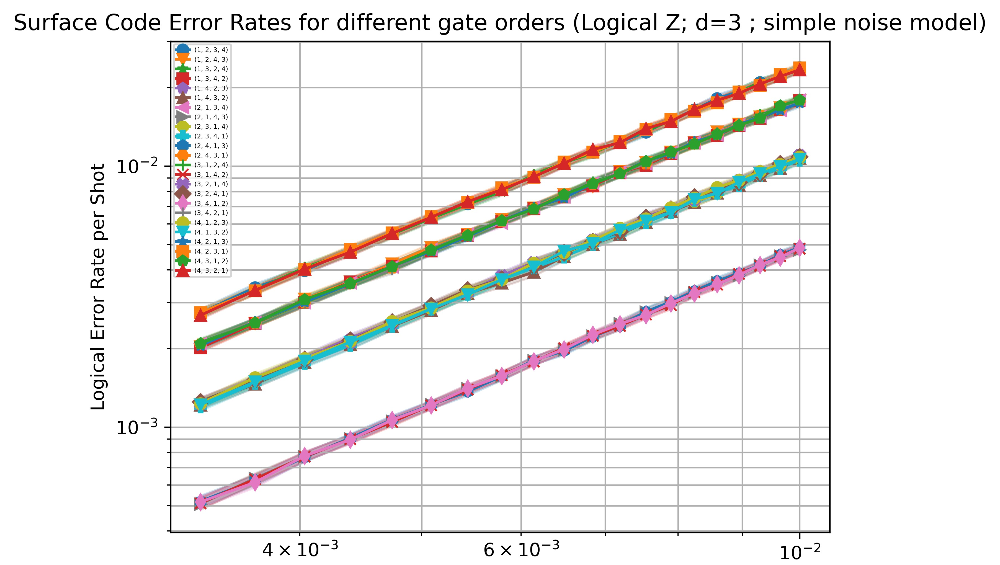 Surface Code Error Rates for different gate orders (Logical Z; d=3 ; simple noise model)
Logical Error Rate per Shot
10⁻²
10⁻³
(1, 2, 3, 4)
(1, 2, 4, 3)
(1, 3, 2, 4)
(1, 3, 4, 2)
(1, 4, 2, 3)
(1, 4, 3, 2)
(2, 1, 3, 4)
(2, 1, 4, 3)
(2, 3, 1, 4)
(2, 3, 4, 1)
(2, 4, 1, 3)
(2, 4, 3, 1)
(3, 1, 2, 4)
(3, 1, 4, 2)
(3, 2, 1, 4)
(3, 2, 4, 1)
(3, 4, 1, 2)
(3, 4, 2, 1)
(4, 1, 2, 3)
(4, 1, 3, 2)
(4, 2, 1, 3)
(4, 2, 3, 1)
(4, 3, 1, 2)
(4, 3, 2, 1)
4 × 10⁻³
6 × 10⁻³
10⁻²